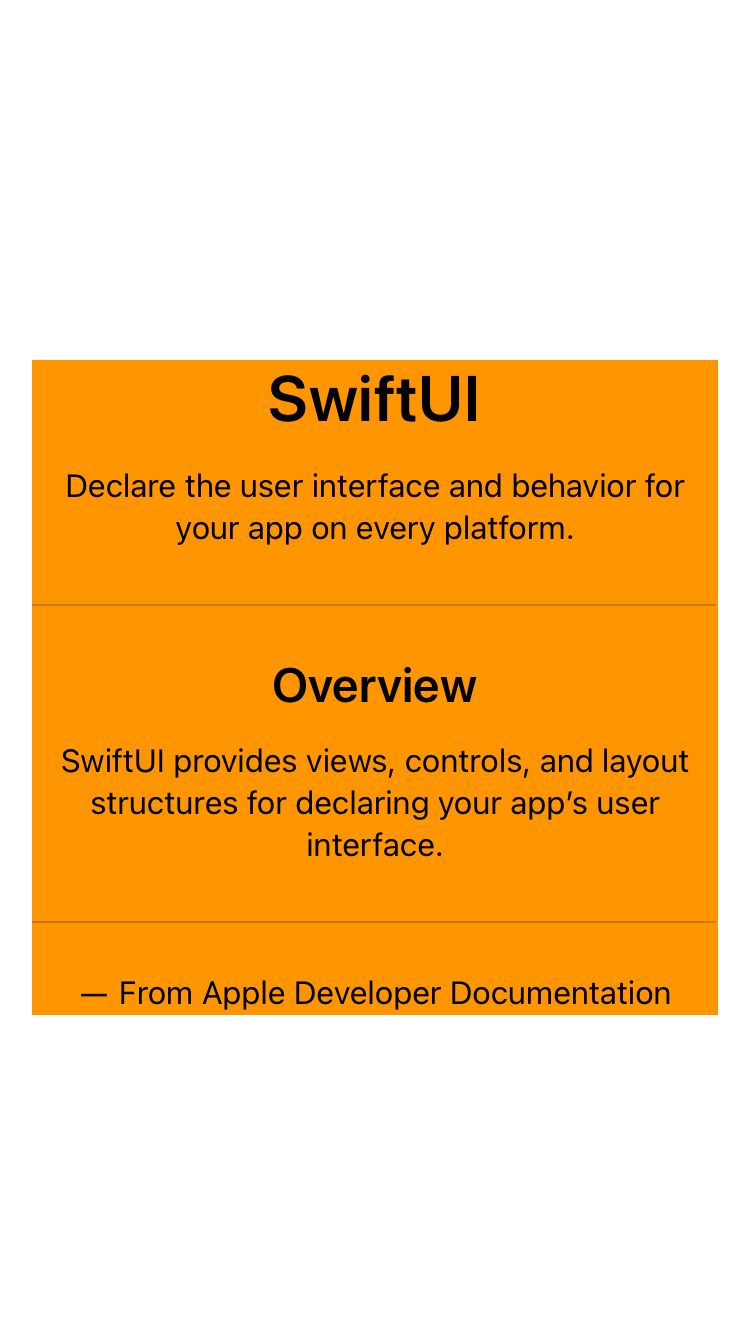 SwiftUI
Declare the user interface and behavior for
your app on every platform.
Overview
SwiftUI provides views, controls, and layout
structures for declaring your app’s user
interface.
— From Apple Developer Documentation